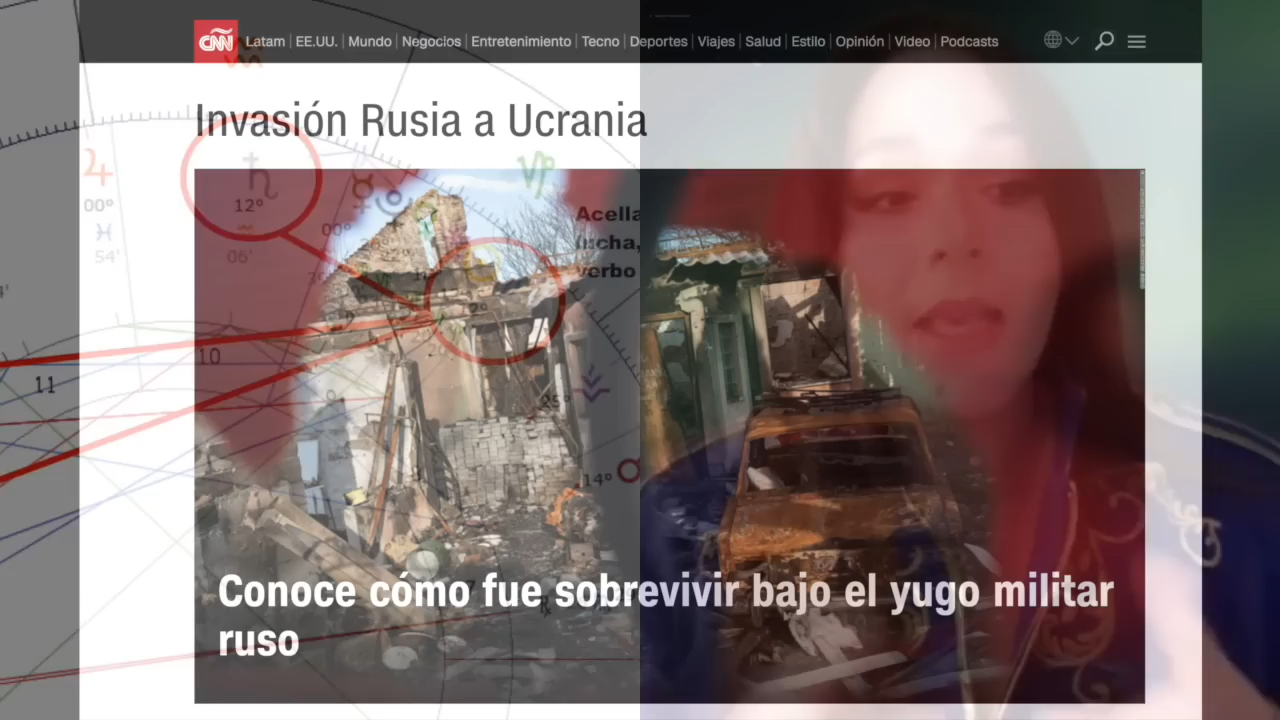 CNN Latam EE.UU. Mundo Negocios Entretenimiento Tecno Deportes Viajes Salud Estilo Opinión Video Podcasts
Invasión Rusia a Ucrania
12°
00°
00°
06'
54'
Acella
lucha,
verbo
10
11
25°
14°
Conoce cómo fue sobrevivir bajo el yugo militar
ruso